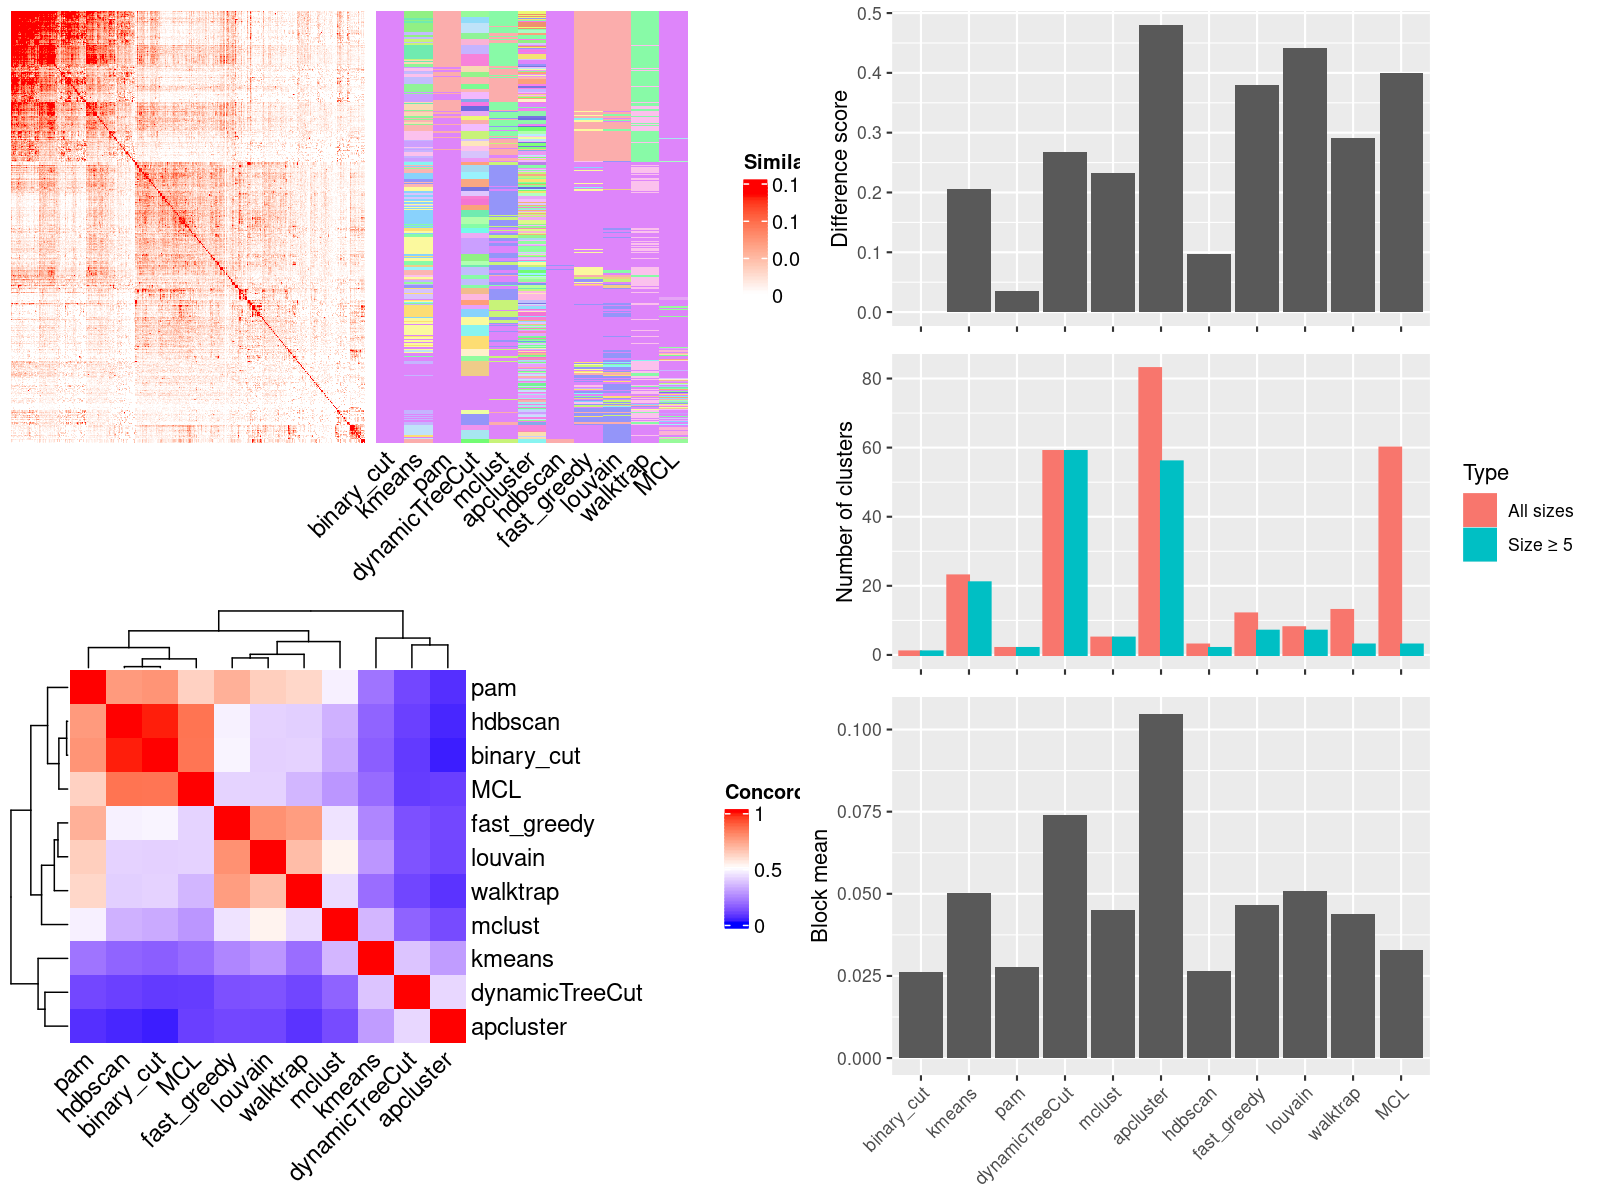 Simila
0.1
0.1
0.0
0
binary_cut
kmeans
pam
dynamicTreeCut
mclust
apcluster
hdbscan
fast_greedy
louvain
walktrap
MCL
pam
hdbscan
binary_cut
MCL
fast_greedy
louvain
walktrap
mclust
kmeans
dynamicTreeCut
apcluster
pam
hdbscan
binary_cut
MCL
fast_greedy
louvain
walktrap
mclust
kmeans
dynamicTreeCut
apcluster
Concord
1
0.5
0
Difference score
0.5
0.4
0.3
0.2
0.1
0.0
Number of clusters
80
60
40
20
0
Type
All sizes
Size ≥ 5
Block mean
0.100
0.075
0.050
0.025
0.000
binary_cut
kmeans
pam
dynamicTreeCut
mclust
apcluster
hdbscan
fast_greedy
louvain
walktrap
MCL